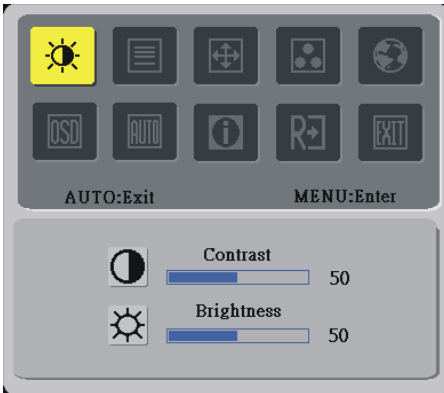 OSD AUTO i R EXIT
AUTO:Exit MENU:Enter
Contrast
50
Brightness
50